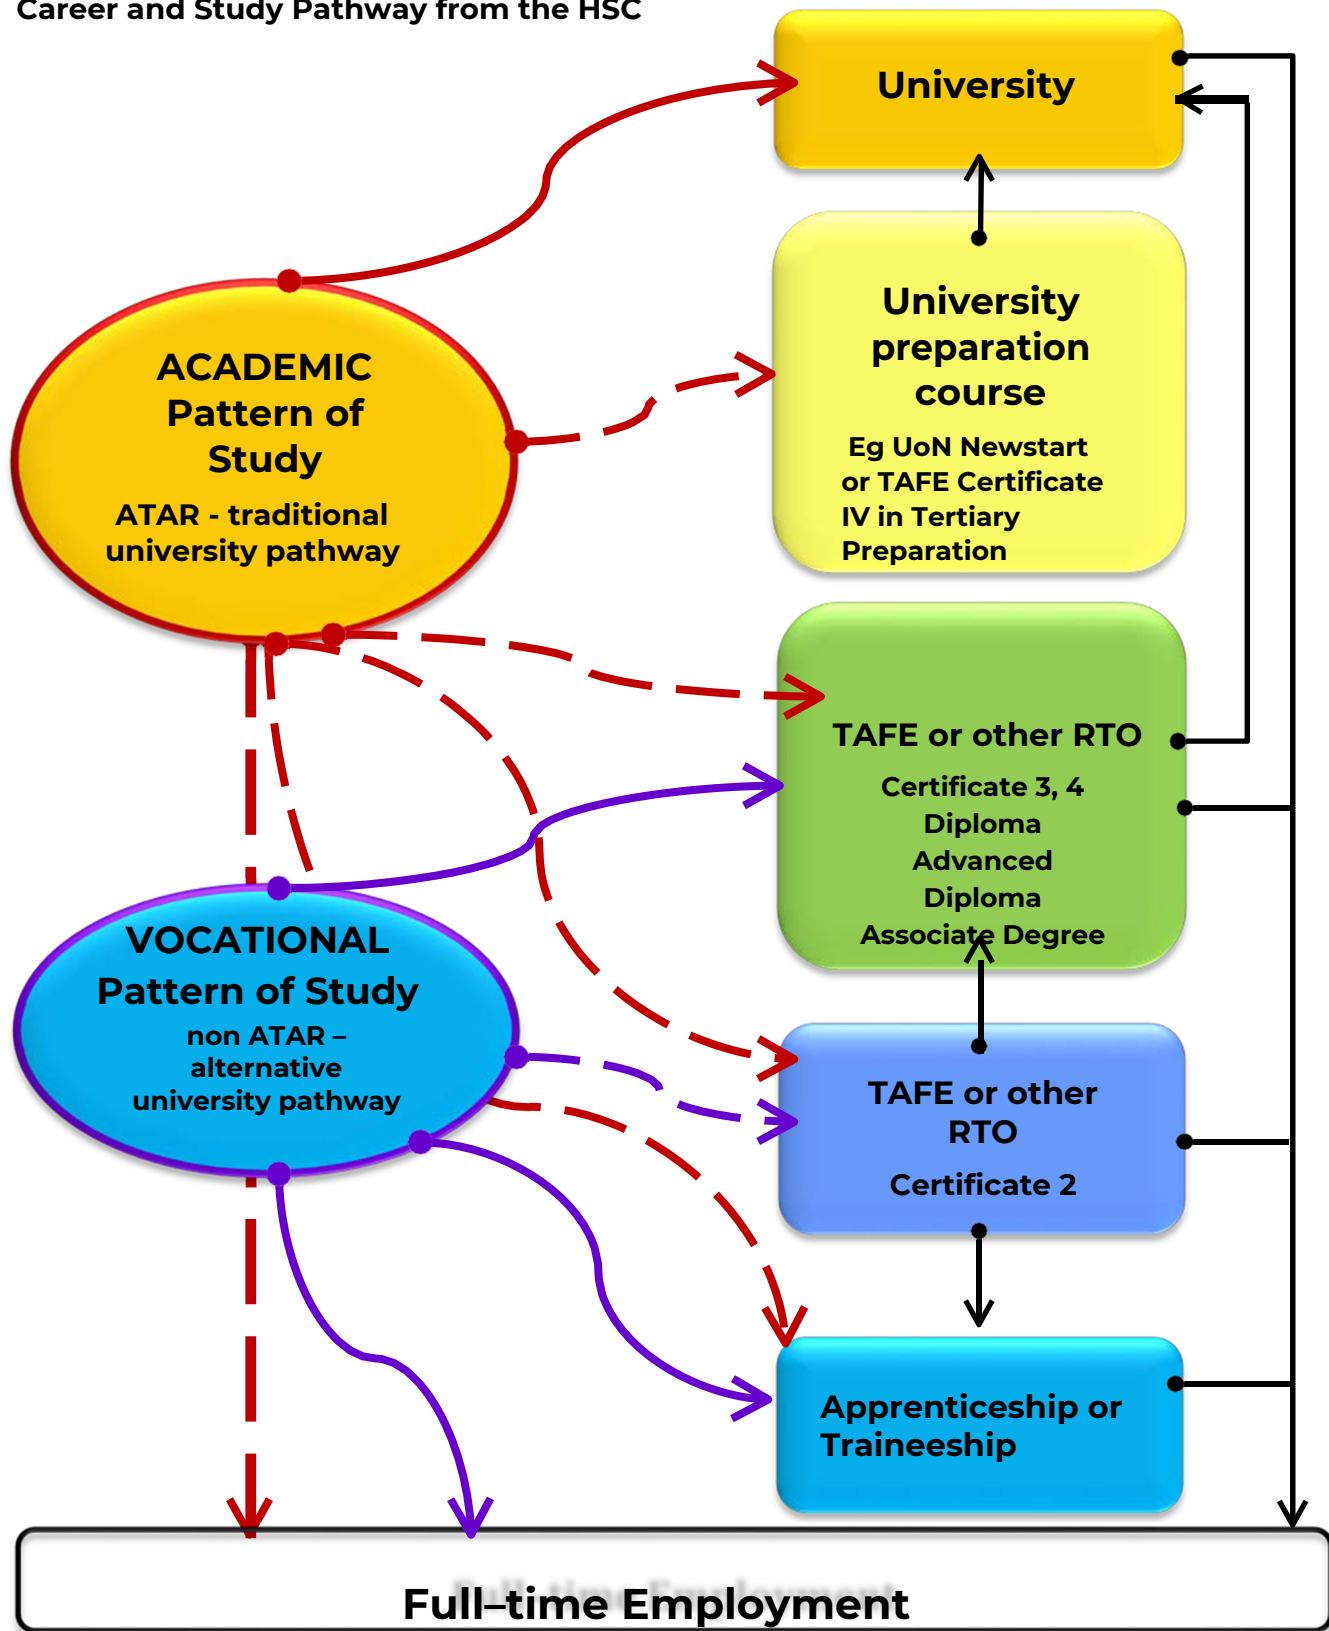 Career and Study Pathway from the HSC
University
University
preparation
course
Eg UoN Newstart
or TAFE Certificate
IV in Tertiary
Preparation
ACADEMIC
Pattern of
Study
ATAR - traditional
university pathway
TAFE or other RTO
Certificate 3, 4
Diploma
Advanced
Diploma
Associate Degree
VOCATIONAL
Pattern of Study
non ATAR –
alternative
university pathway
TAFE or other
RTO
Certificate 2
Apprenticeship or
Traineeship
Full–time Employment